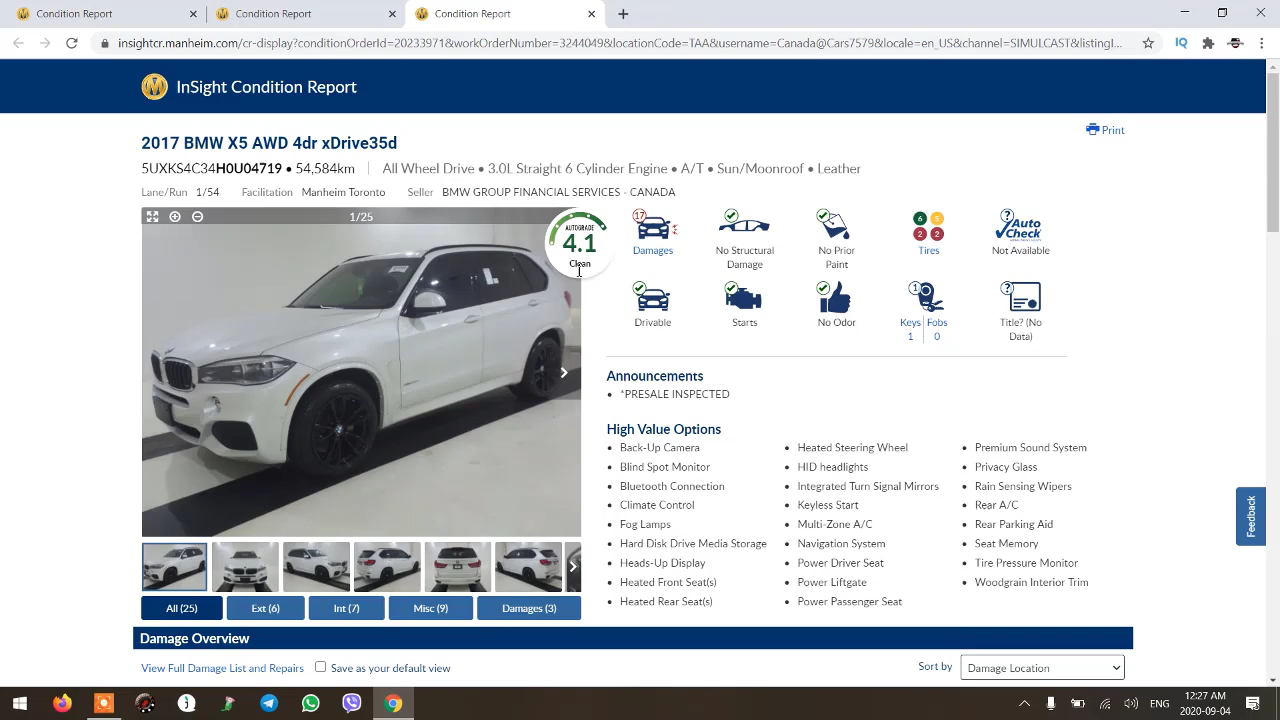 Condition Report
Condition Report
Condition Report
insightcr.com/cr-display?conditionOrderId=20233971&workOrderNumber=3244049&locationCode=TAA&username=Canada@Cars7579&locale=en_US&channel=SIMULCAST&listingI...
IQ
InSight Condition Report
Print
2017 BMW X5 AWD 4dr xDrive35d
5UXKS4C34H0U04719 • 54,584km | All Wheel Drive • 3.0L Straight 6 Cylinder Engine • A/T • Sun/Moonroof • Leather
Lane/Run 1/54 Facilitation Manheim Toronto Seller BMW GROUP FINANCIAL SERVICES - CANADA
1/25
AUTOGRADE
4.1
Clean
17
Damages
No Structural
Damage
No Prior
Paint
6 5
2 2
Tires
? Auto
Check
Not Available
Drivable
Starts
No Odor
1
Keys | Fobs
1 | 0
?
Title? (No
Data)
Announcements
• *PRESALE INSPECTED
High Value Options
• Back-Up Camera
• Blind Spot Monitor
• Bluetooth Connection
• Climate Control
• Fog Lamps
• Hard Disk Drive Media Storage
• Heads-Up Display
• Heated Front Seat(s)
• Heated Rear Seat(s)
• Heated Steering Wheel
• HID headlights
• Integrated Turn Signal Mirrors
• Keyless Start
• Multi-Zone A/C
• Navigation System
• Power Driver Seat
• Power Liftgate
• Power Passenger Seat
• Premium Sound System
• Privacy Glass
• Rain Sensing Wipers
• Rear A/C
• Rear Parking Aid
• Seat Memory
• Tire Pressure Monitor
• Woodgrain Interior Trim
Feedback
All (25) Ext (6) Int (7) Misc (9) Damages (3)
Damage Overview
View Full Damage List and Repairs Save as your default view Sort by Damage Location
ENG
12:27 AM
2020-09-04